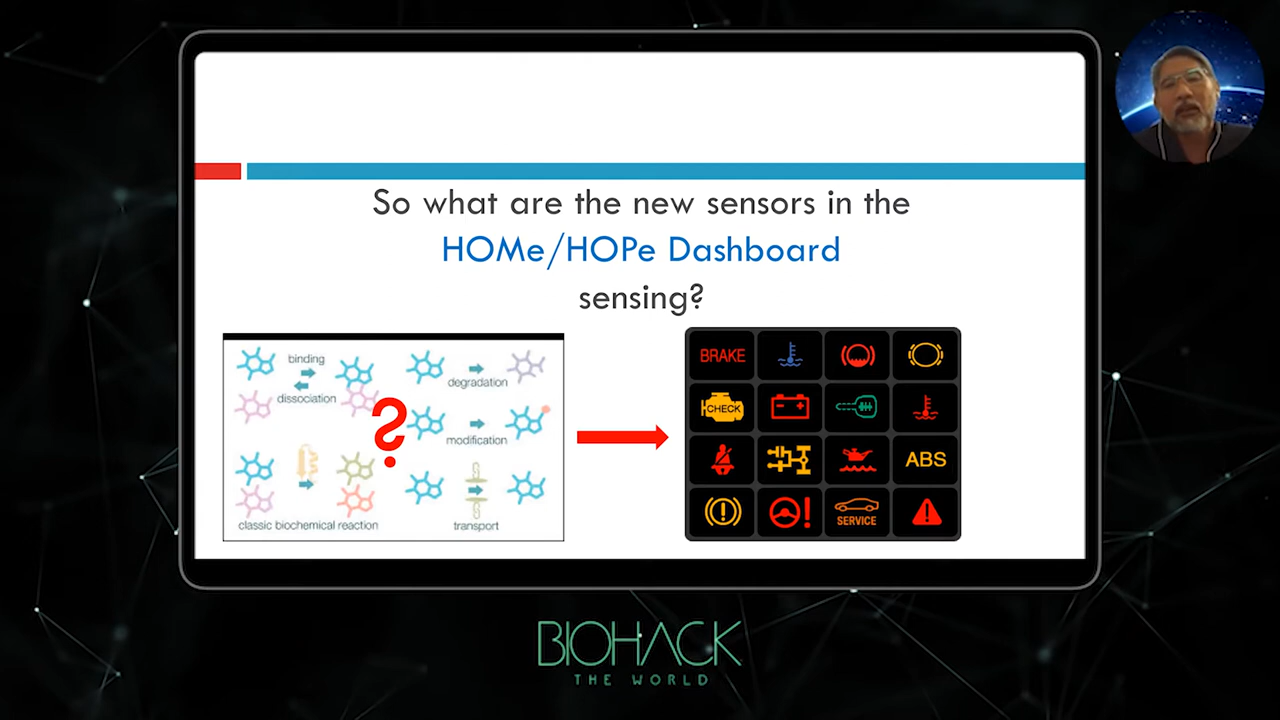 So what are the new sensors in the
HOMe/HOPe Dashboard
sensing?
binding
dissociation
degradation
?
modification
classic biochemical reaction
transport
BRAKE
CHECK
ABS
SERVICE
BIOHACK
THE WORLD